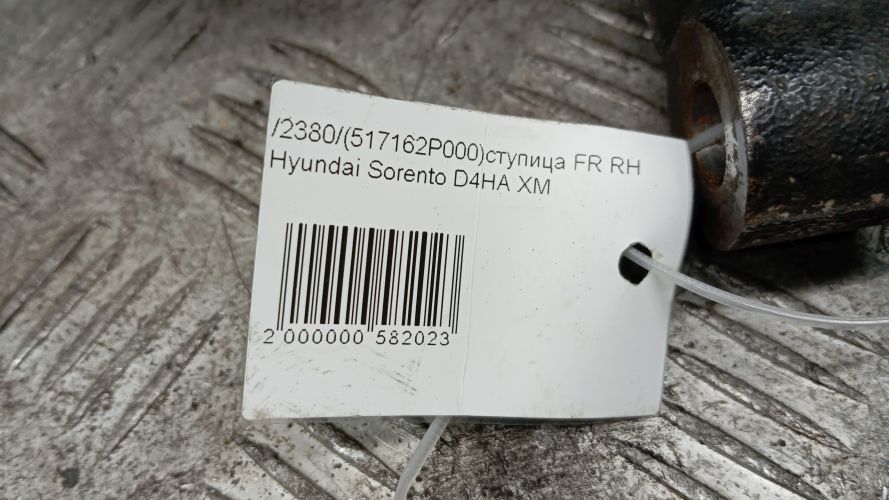 /2380/(517162P000)ступица FR RH
Hyundai Sorento D4HA XM
2 000000 582023